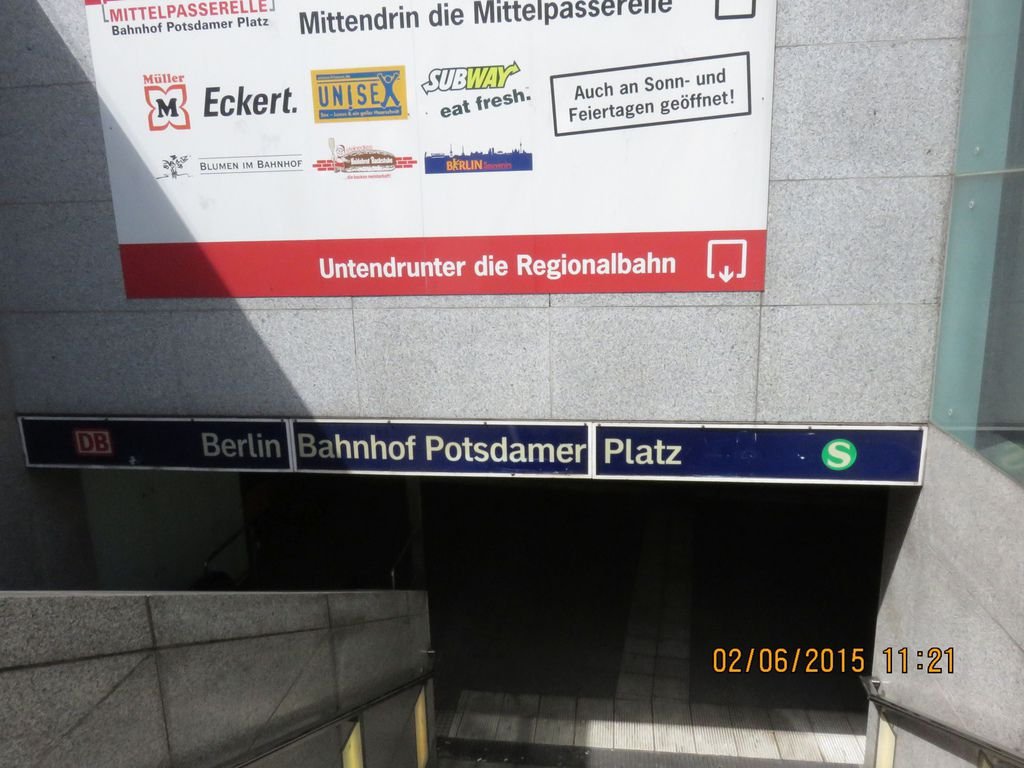 MITTELPASSERELLE
Bahnhof Potsdamer Platz
Mittendrin die Mittelpasserelle
Müller
M
Eckert.
UNISEX
SUBWAY
eat fresh.
Auch an Sonn- und
Feiertagen geöffnet!
BLUMEN IM BAHNHOF
BERLIN Souvenirs
Untendrunter die Regionalbahn
DB Berlin Bahnhof Potsdamer Platz S
02/06/2015 11:21